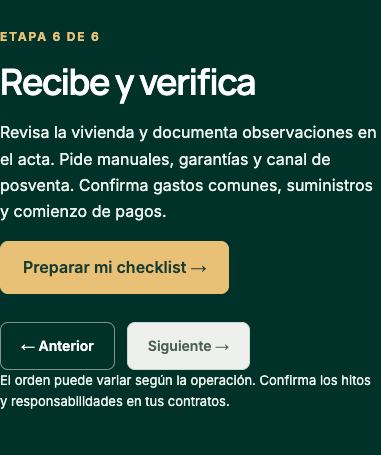 ETAPA 6 DE 6
Recibe y verifica
Revisa la vivienda y documenta observaciones en
el acta. Pide manuales, garantías y canal de
posventa. Confirma gastos comunes, suministros
y comienzo de pagos.
Preparar mi checklist →
← Anterior
Siguiente →
El orden puede variar según la operación. Confirma los hitos
y responsabilidades en tus contratos.